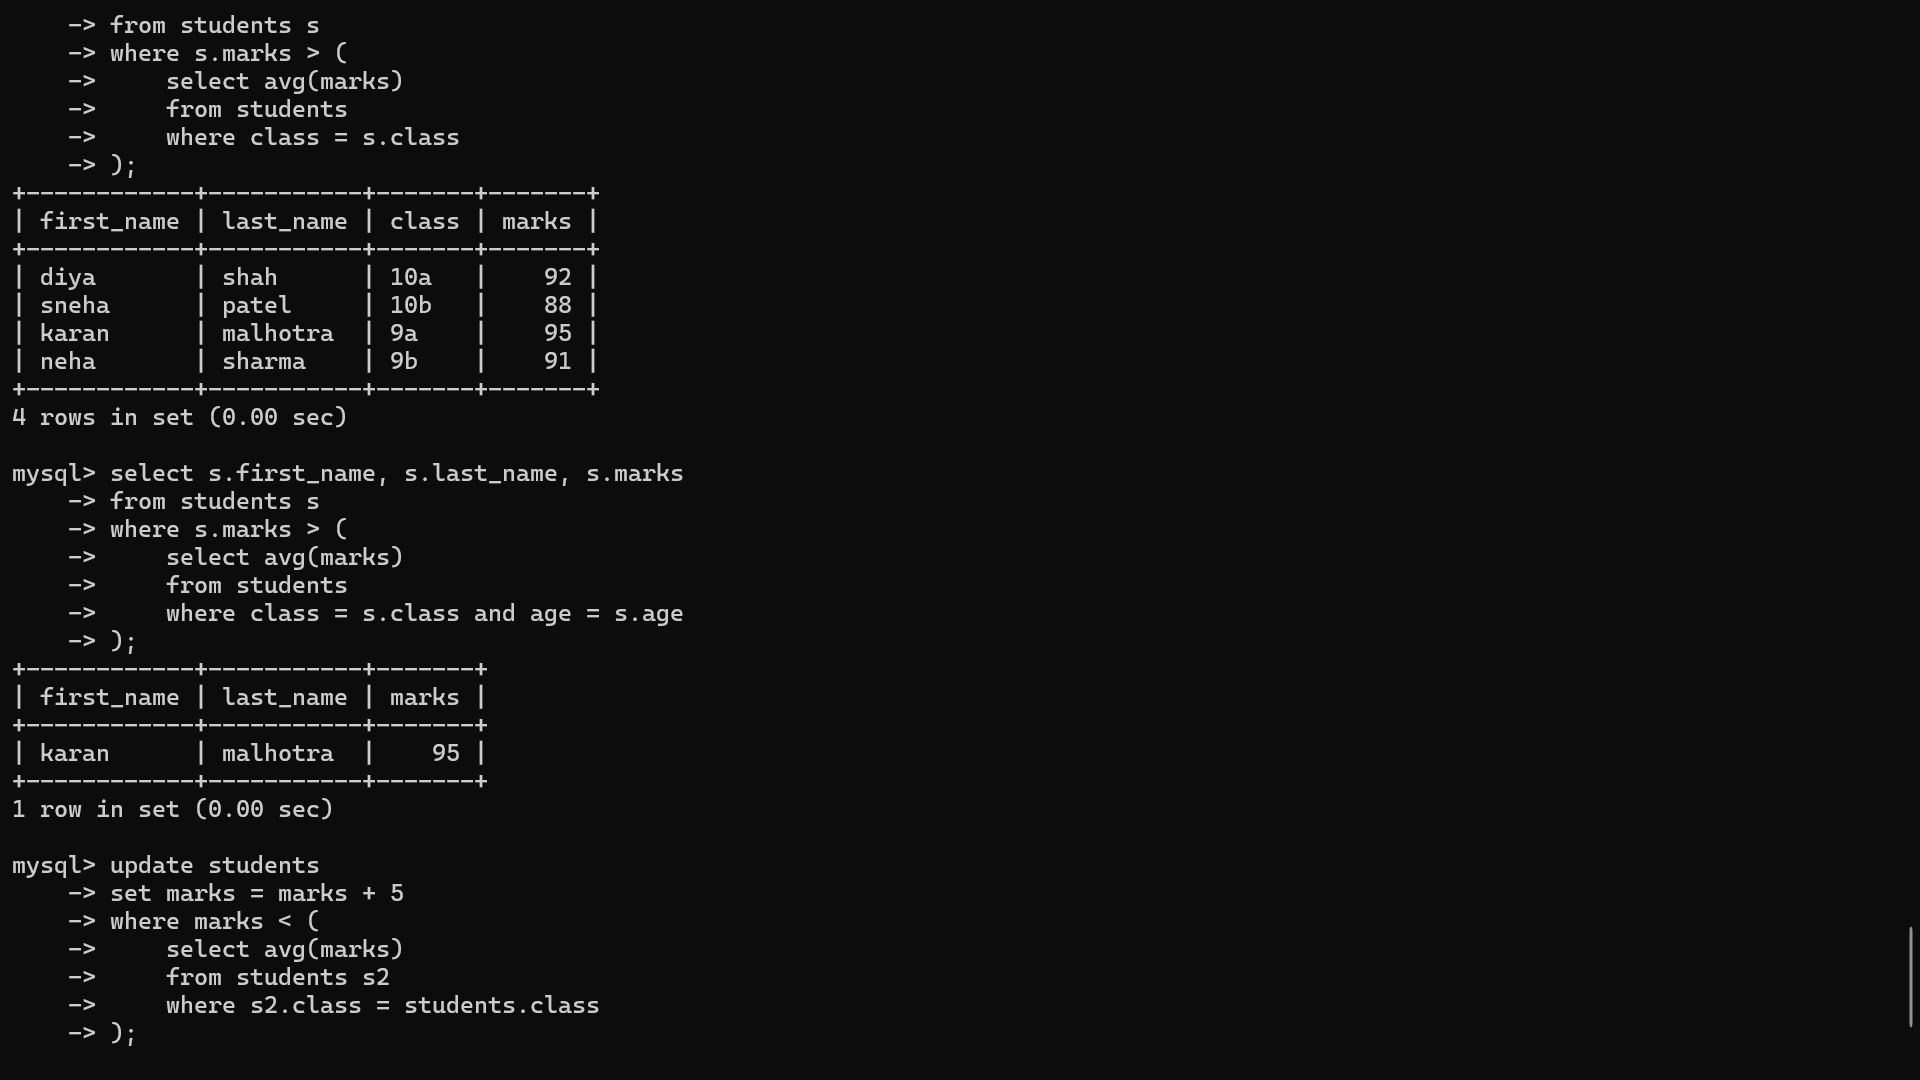 -> from students s
    -> where s.marks > (
    ->     select avg(marks)
    ->     from students
    ->     where class = s.class
    -> );
+------------+-----------+-------+-------+
| first_name | last_name | class | marks |
+------------+-----------+-------+-------+
| diya       | shah      | 10a   |    92 |
| sneha      | patel     | 10b   |    88 |
| karan      | malhotra  | 9a    |    95 |
| neha       | sharma    | 9b    |    91 |
+------------+-----------+-------+-------+
4 rows in set (0.00 sec)

mysql> select s.first_name, s.last_name, s.marks
    -> from students s
    -> where s.marks > (
    ->     select avg(marks)
    ->     from students
    ->     where class = s.class and age = s.age
    -> );
+------------+-----------+-------+
| first_name | last_name | marks |
+------------+-----------+-------+
| karan      | malhotra  |    95 |
+------------+-----------+-------+
1 row in set (0.00 sec)

mysql> update students
    -> set marks = marks + 5
    -> where marks < (
    ->     select avg(marks)
    ->     from students s2
    ->     where s2.class = students.class
    -> );